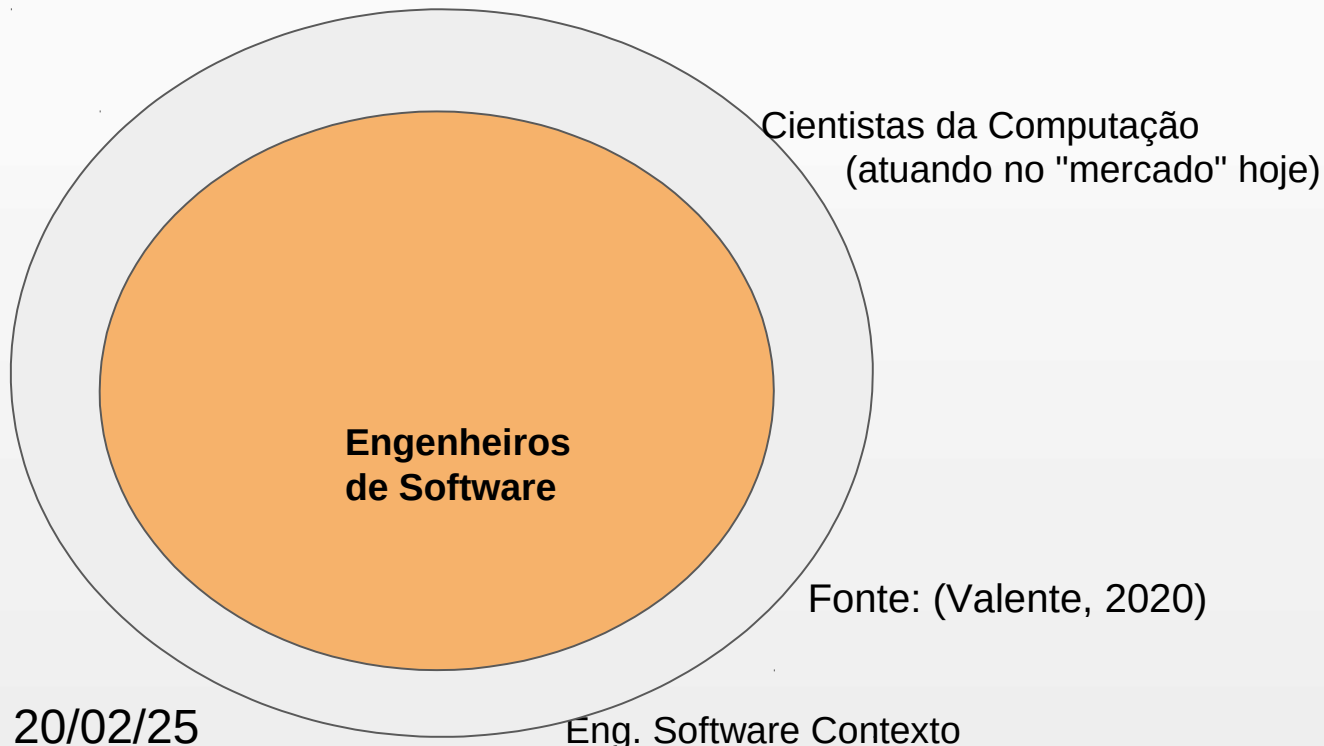 Cientistas da Computação
(atuando no "mercado" hoje)
Engenheiros
de Software
Fonte: (Valente, 2020)
20/02/25
Eng. Software Contexto